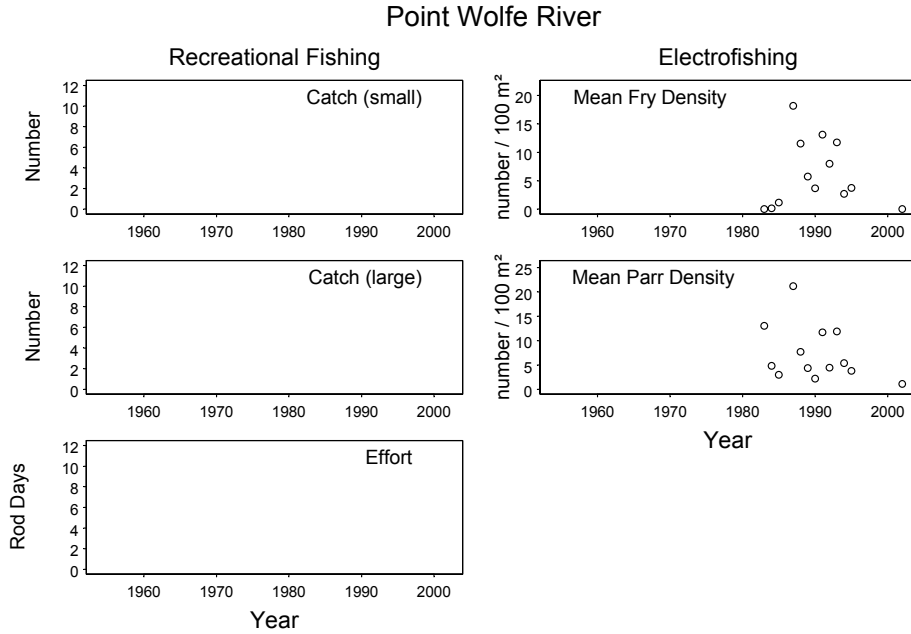 Point Wolfe River
Recreational Fishing
Number
12
10
8
6
4
2
0
Catch (small)
1960 1970 1980 1990 2000
Number
12
10
8
6
4
2
0
Catch (large)
1960 1970 1980 1990 2000
Rod Days
12
10
8
6
4
2
0
Effort
1960 1970 1980 1990 2000
Year
Electrofishing
number / 100 m²
20
15
10
5
0
Mean Fry Density
1960 1970 1980 1990 2000
number / 100 m²
25
20
15
10
5
0
Mean Parr Density
1960 1970 1980 1990 2000
Year